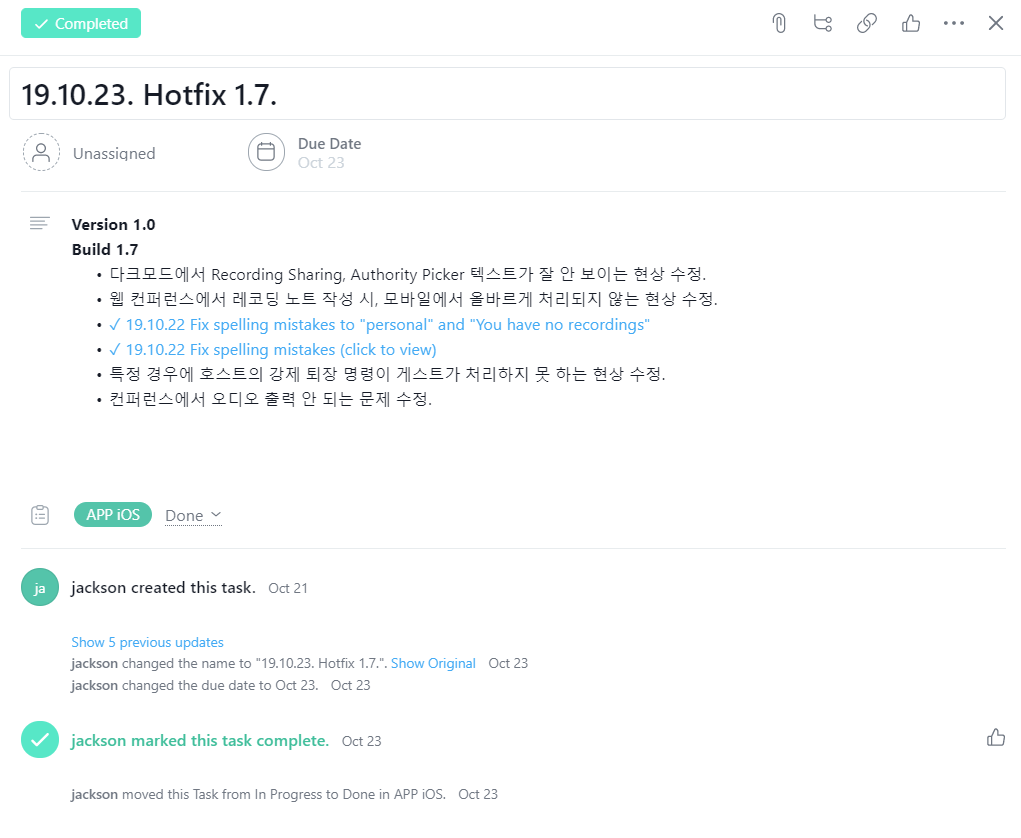 Completed
19.10.23. Hotfix 1.7.
Unassigned
Due Date
Oct 23
Version 1.0
Build 1.7
• 다크모드에서 Recording Sharing, Authority Picker 텍스트가 잘 안 보이는 현상 수정.
• 웹 컨퍼런스에서 레코딩 노트 작성 시, 모바일에서 올바르게 처리되지 않는 현상 수정.
• ✓ 19.10.22 Fix spelling mistakes to "personal" and "You have no recordings"
• ✓ 19.10.22 Fix spelling mistakes (click to view)
• 특정 경우에 호스트의 강제 퇴장 명령이 게스트가 처리하지 못 하는 현상 수정.
• 컨퍼런스에서 오디오 출력 안 되는 문제 수정.
APP iOS Done
ja jackson created this task. Oct 21
Show 5 previous updates
jackson changed the name to "19.10.23. Hotfix 1.7.". Show Original Oct 23
jackson changed the due date to Oct 23. Oct 23
jackson marked this task complete. Oct 23
jackson moved this Task from In Progress to Done in APP iOS. Oct 23